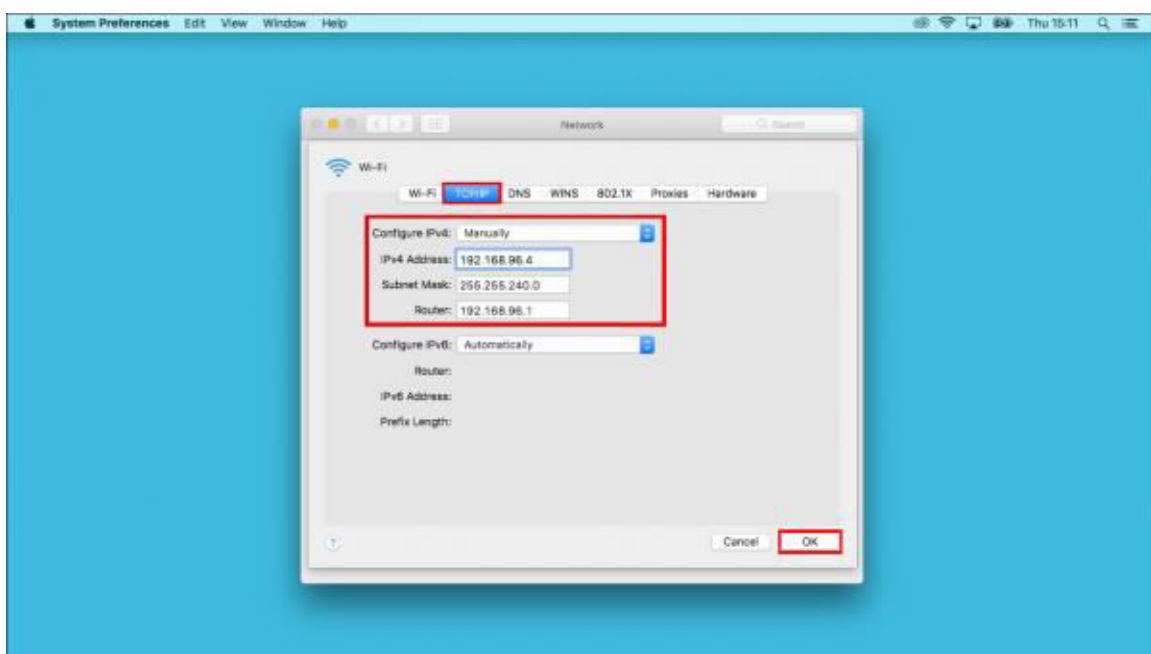 System Preferences Edit View Window Help Thu 15:11
Network
Search
Wi-Fi
Wi-Fi TCP/IP DNS WINS 802.1X Proxies Hardware
Configure IPv4: Manually
IPv4 Address: 192.168.96.4
Subnet Mask: 255.255.240.0
Router: 192.168.96.1
Configure IPv6: Automatically
Router:
IPv6 Address:
Prefix Length:
?
Cancel OK